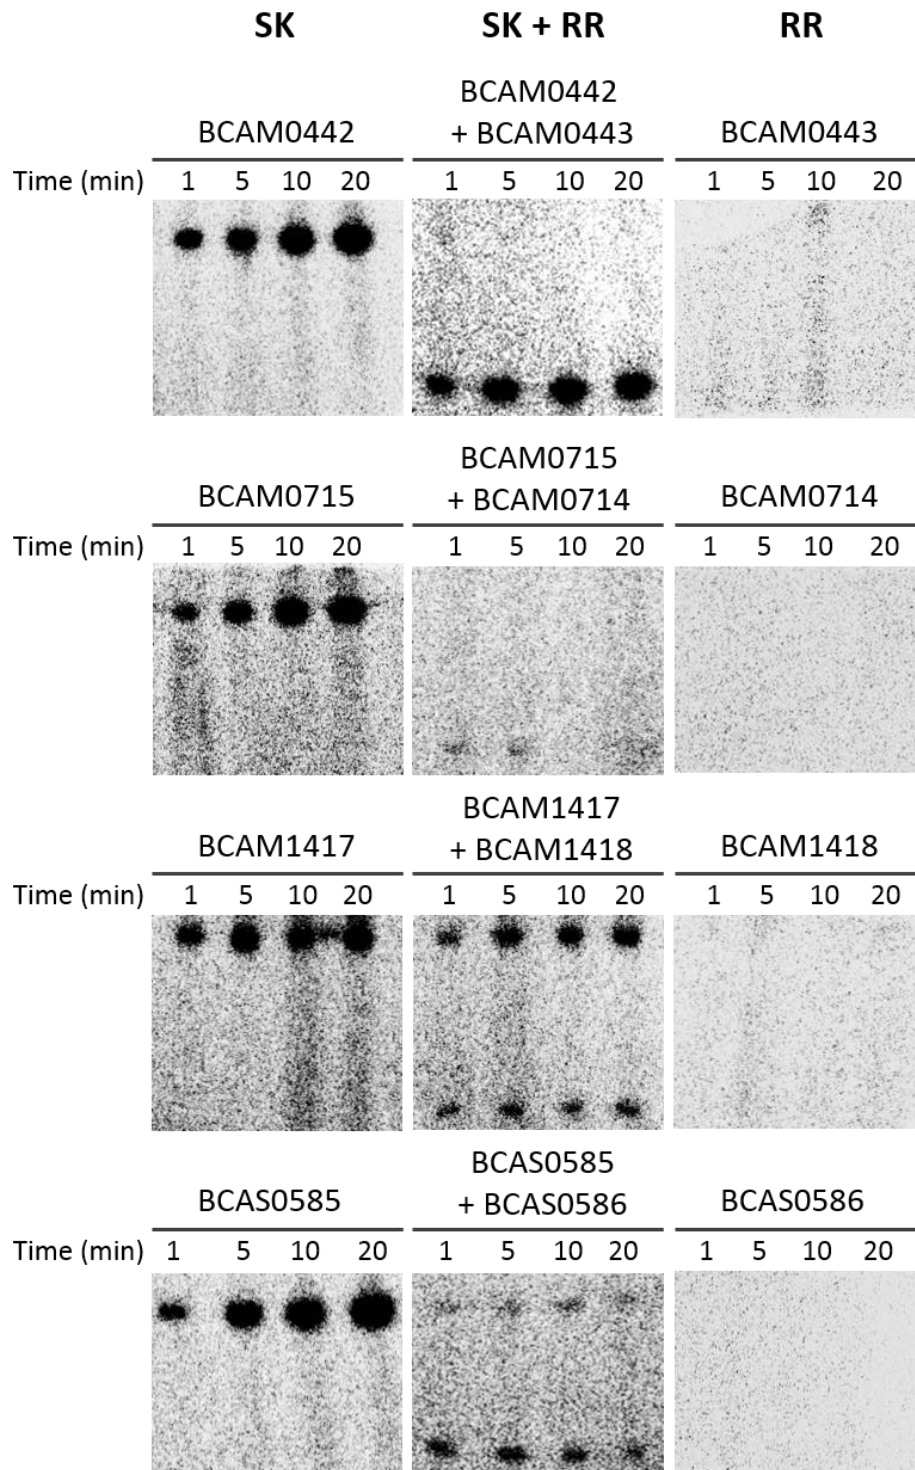 SK SK + RR RR
BCAM0442 BCAM0442
+ BCAM0443 BCAM0443
Time (min) 1 5 10 20 1 5 10 20 1 5 10 20
BCAM0715 BCAM0715
+ BCAM0714 BCAM0714
Time (min) 1 5 10 20 1 5 10 20 1 5 10 20
BCAM1417 BCAM1417
+ BCAM1418 BCAM1418
Time (min) 1 5 10 20 1 5 10 20 1 5 10 20
BCAS0585 BCAS0585
+ BCAS0586 BCAS0586
Time (min) 1 5 10 20 1 5 10 20 1 5 10 20